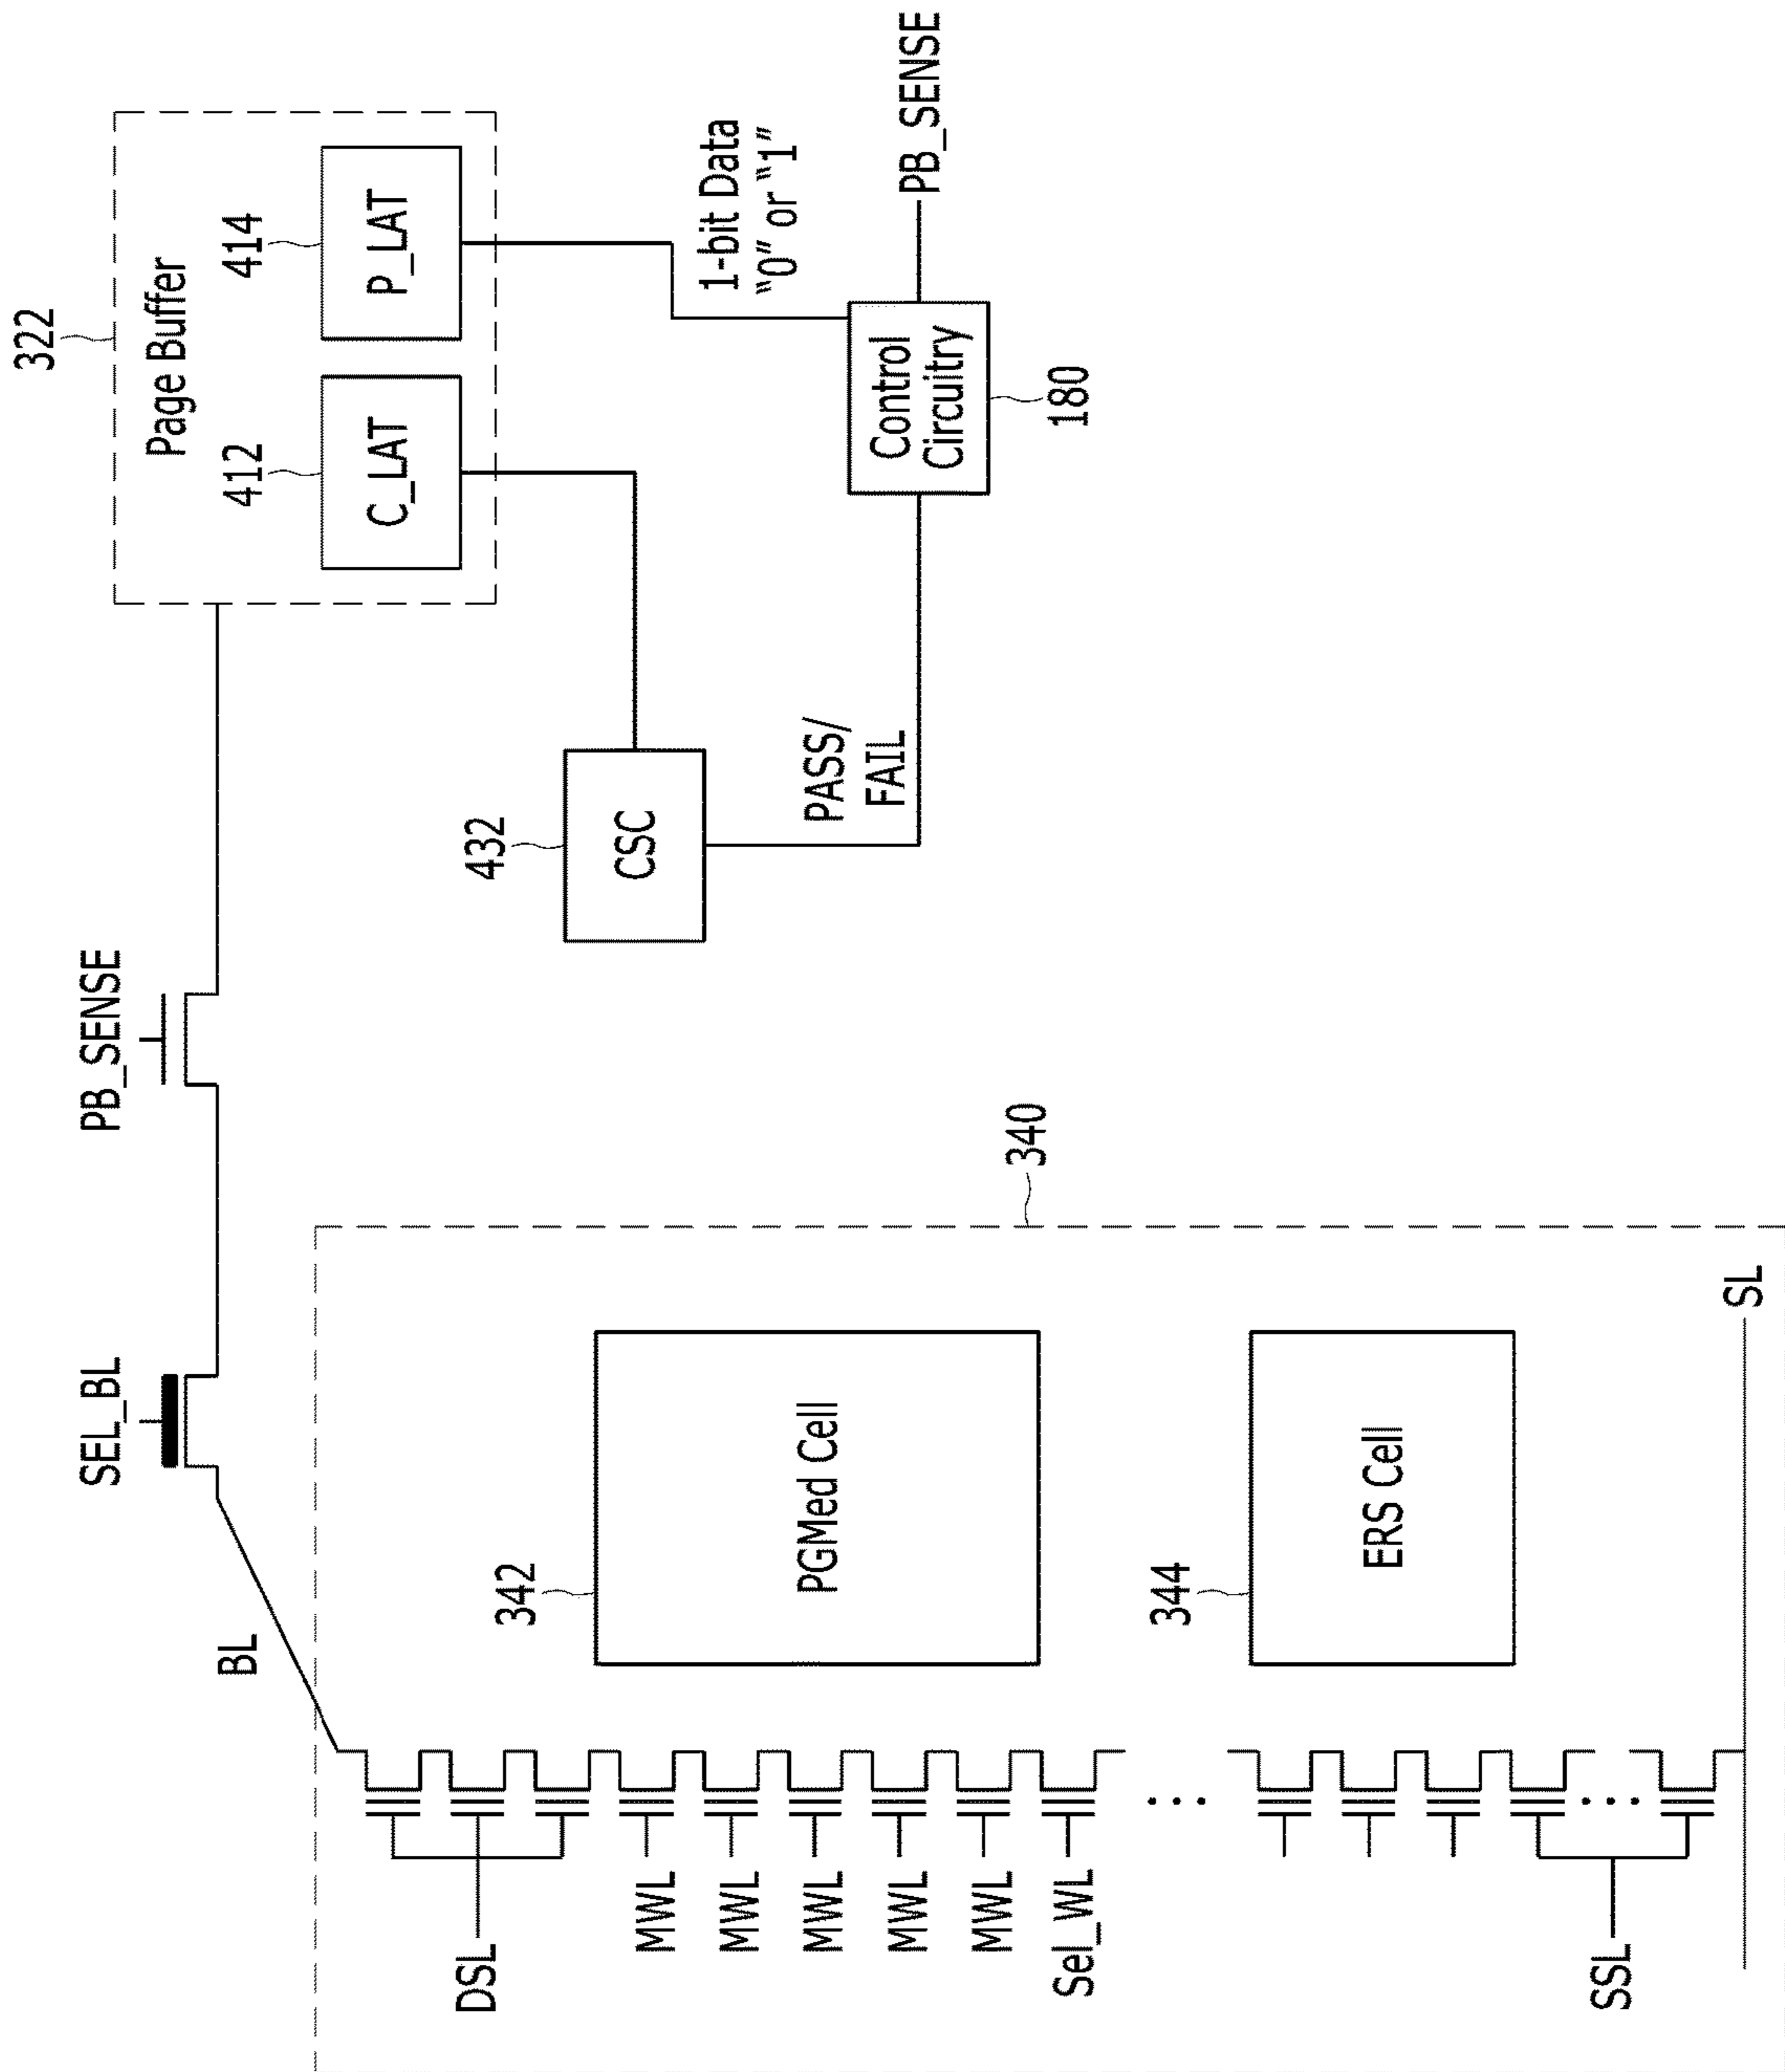 322
Page Buffer
412
C_LAT
414
P_LAT
PB_SENSE
SEL_BL
BL
432
CSC
PASS/
FAIL
1-bit Data
“0” or “1”
Control
Circuitry
180
PB_SENSE
340
342
PGMed Cell
344
ERS Cell
DSL
MWL
MWL
MWL
MWL
MWL
Sel_WL
SSL
SL